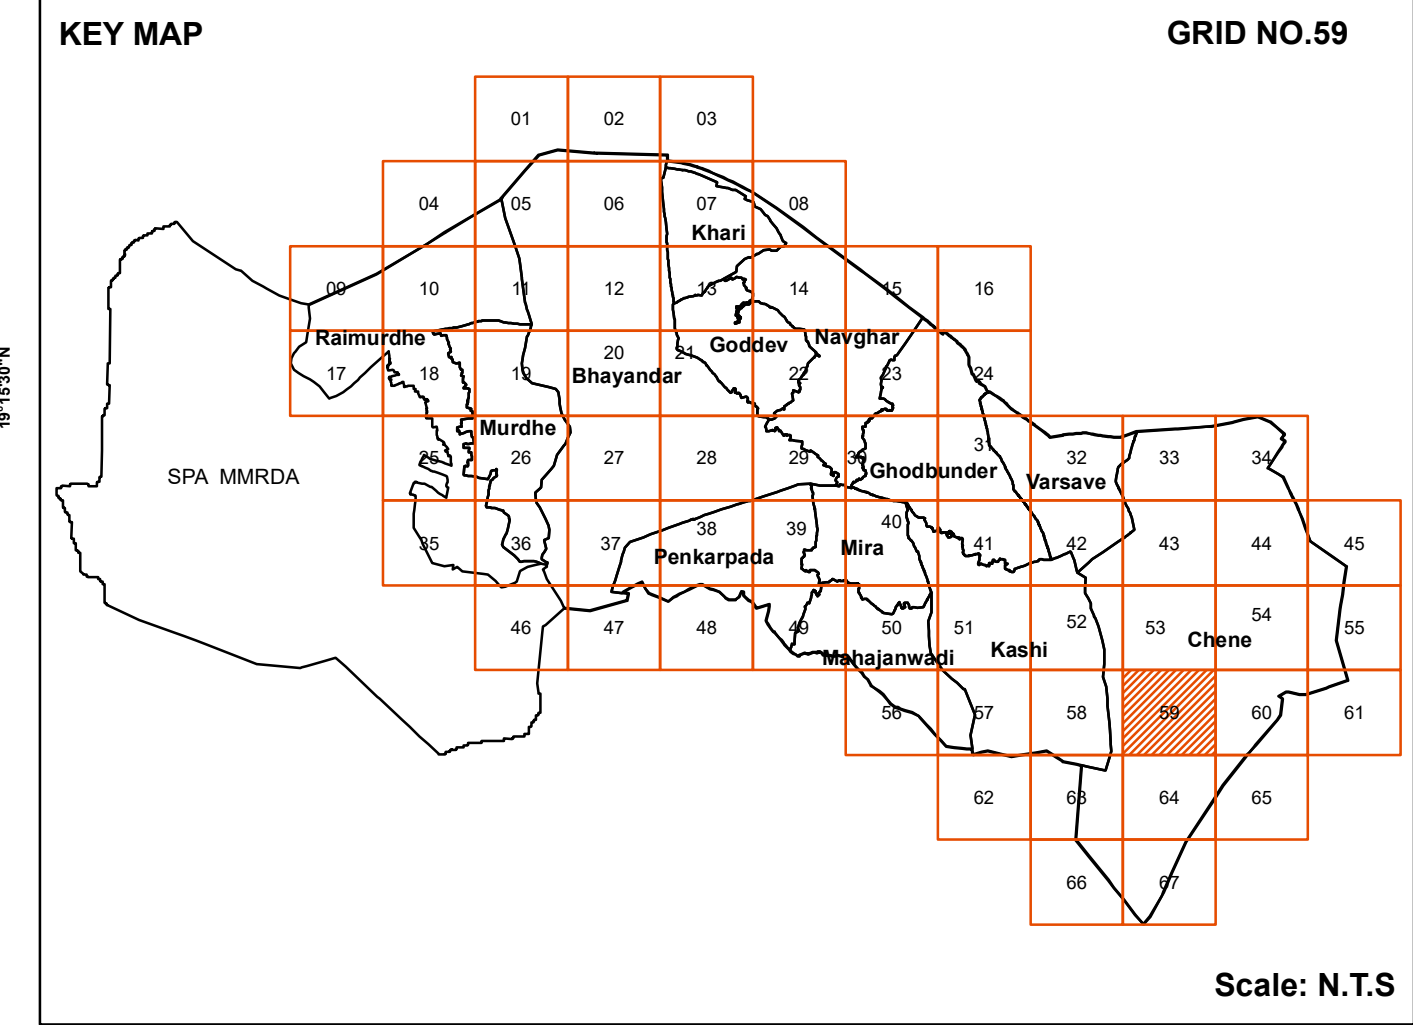 KEY MAP
GRID NO.59
01 02 03
04 05 06 07 08
Khari
09 10 11 12 13 14 15 16
Raimurdhe Goddev Navghar
17 18 19 20 21 22 23 24
Bhayandar
Murdhe
25 26 27 28 29 30 31 32 33 34
SPA MMRDA
Ghodbunder
Varsave
35 36 37 38 39 40 41 42 43 44 45
Penkarpada
Mira
46 47 48 49 50 51 52 53 54 55
Mahajanwadi
Kashi
Chene
56 57 58 59 60 61
62 63 64 65
66 67
Scale: N.T.S
19°15'30"N